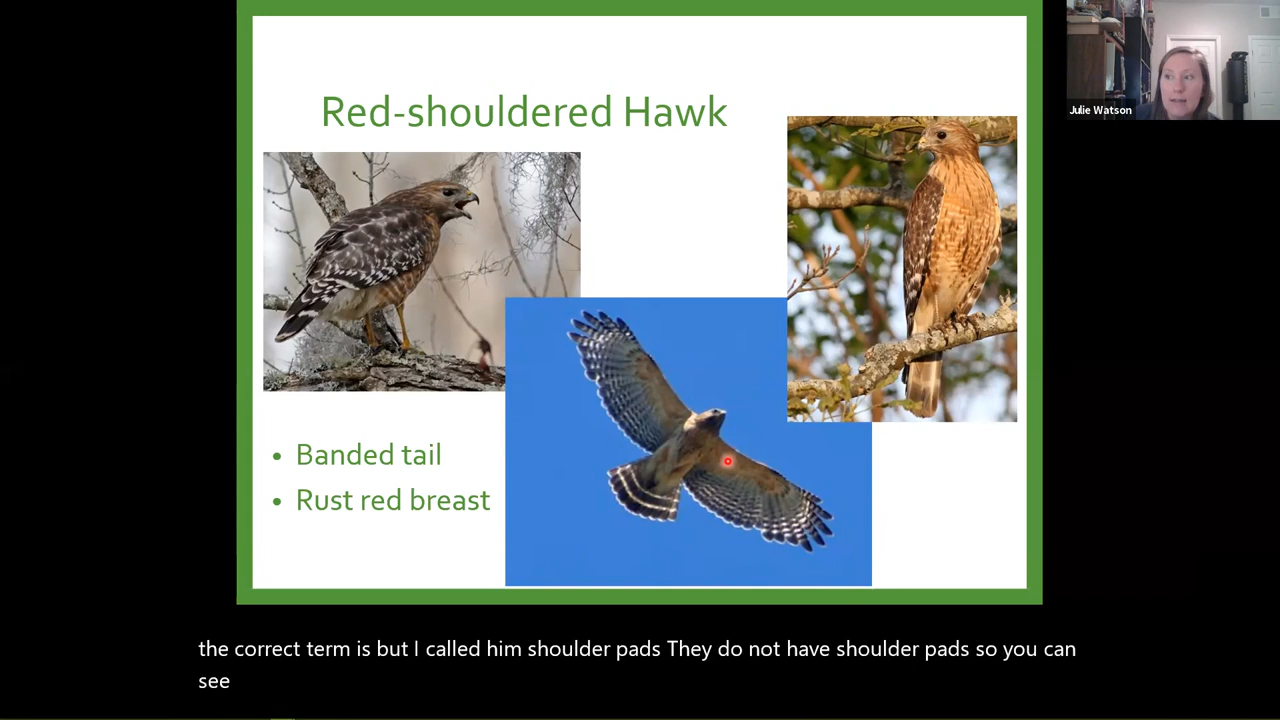 Red-shouldered Hawk
Julie Watson
• Banded tail
• Rust red breast
the correct term is but I called him shoulder pads They do not have shoulder pads so you can
see